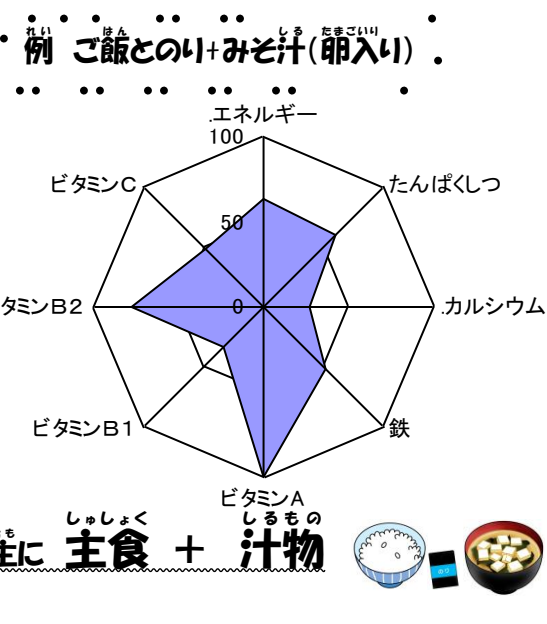 例 ご飯とのり+みそ汁(卵入り)
れい はん しる たまごいり
.エネルギー
100
ビタミンC
たんぱくしつ
50
タミンB2
0
.カルシウム
ビタミンB1
鉄
ビタミンA
しゅしょく しるもの
主に 主食 + 汁物
のり